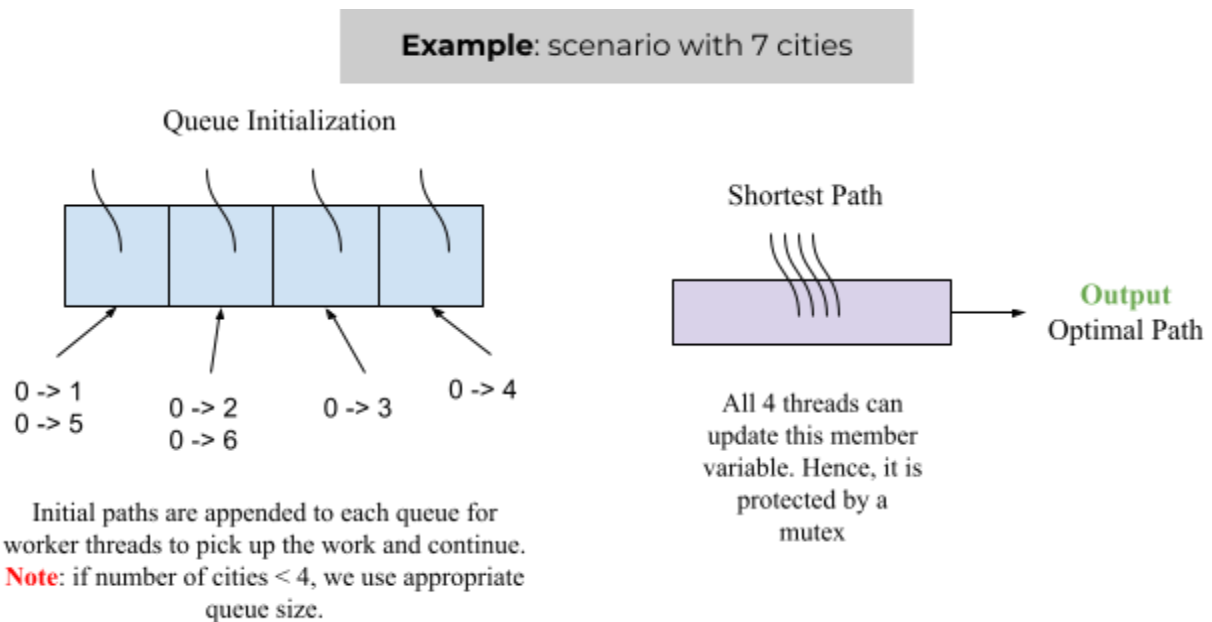 Example: scenario with 7 cities
Queue Initialization
0 -> 1
0 -> 5
0 -> 2
0 -> 6
0 -> 3
0 -> 4
Initial paths are appended to each queue for
worker threads to pick up the work and continue.
Note: if number of cities < 4, we use appropriate
queue size.
Shortest Path
All 4 threads can
update this member
variable. Hence, it is
protected by a
mutex
Output
Optimal Path